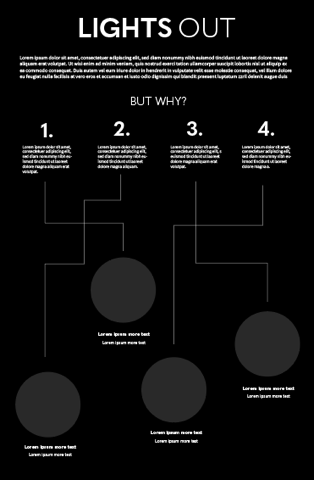 LIGHTS OUT
Lorem ipsum dolor sit amet, consectetuer adipiscing elit, sed diam nonummy nibh euismod tincidunt ut laoreet dolore magna
aliquam erat volutpat. Ut wisi enim ad minim veniam, quis nostrud exerci tation ullamcorper suscipit lobortis nisl ut aliquip ex
ea commodo consequat. Duis autem vel eum iriure dolor in hendrerit in vulputate velit esse molestie consequat, vel illum dolore
eu feugiat nulla facilisis at vero eros et accumsan et iusto odio dignissim qui blandit praesent luptatum zzril delenit augue duis
BUT WHY?
1.
Lorem ipsum dolor sit amet,
consectetuer adipiscing elit,
sed diam nonummy nibh eu-
ismod tincidunt ut laoreet
dolore magna aliquam erat
volutpat.
2.
Lorem ipsum dolor sit amet,
consectetuer adipiscing elit,
sed diam nonummy nibh eu-
ismod tincidunt ut laoreet
dolore magna aliquam.
3.
Lorem ipsum dolor sit amet,
consectetuer adipiscing elit, s
sed diam nonummy nibh eu-
ismod tincidunt ut laoreet
dolore magna aliquam erat
4.
Lorem ipsum dolor sit amet,
consectetuer adipiscing elit,
sed diam nonummy nibh eu-
ismod tincidunt ut laoreet
dolore magna.
Lorem ipsum more text
Lorem ipsum more text
Lorem ipsum more text
Lorem ipsum more text
Lorem ipsum more text
Lorem ipsum more text
Lorem ipsum more text
Lorem ipsum more text